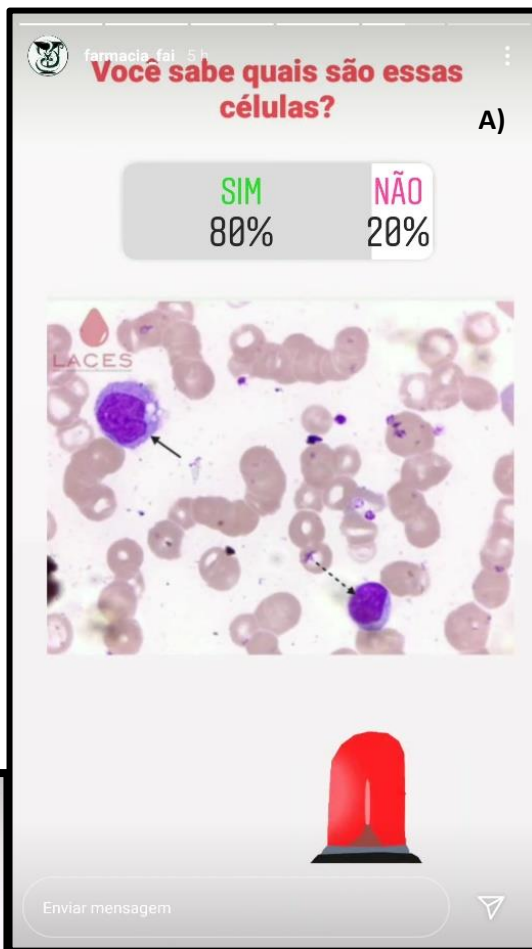 farmacia_fai 5 h
Você sabe quais são essas
células?
A)
SIM NÃO
80% 20%
LACES
Enviar mensagem